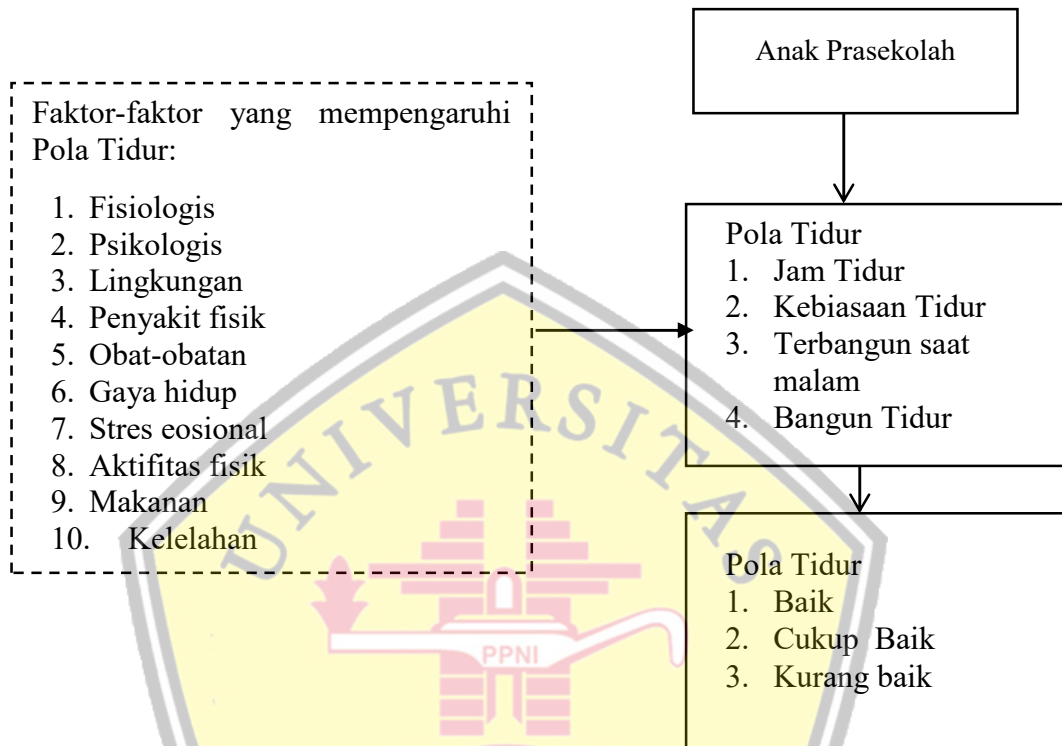 Anak Prasekolah
Faktor-faktor yang mempengaruhi
Pola Tidur:
1. Fisiologis
2. Psikologis
3. Lingkungan
4. Penyakit fisik
5. Obat-obatan
6. Gaya hidup
7. Stres eosional
8. Aktifitas fisik
9. Makanan
10. Kelelahan
Pola Tidur
1. Jam Tidur
2. Kebiasaan Tidur
3. Terbangun saat
malam
4. Bangun Tidur
Pola Tidur
1. Baik
2. Cukup Baik
3. Kurang baik
UNIVERSITAS
PPNI